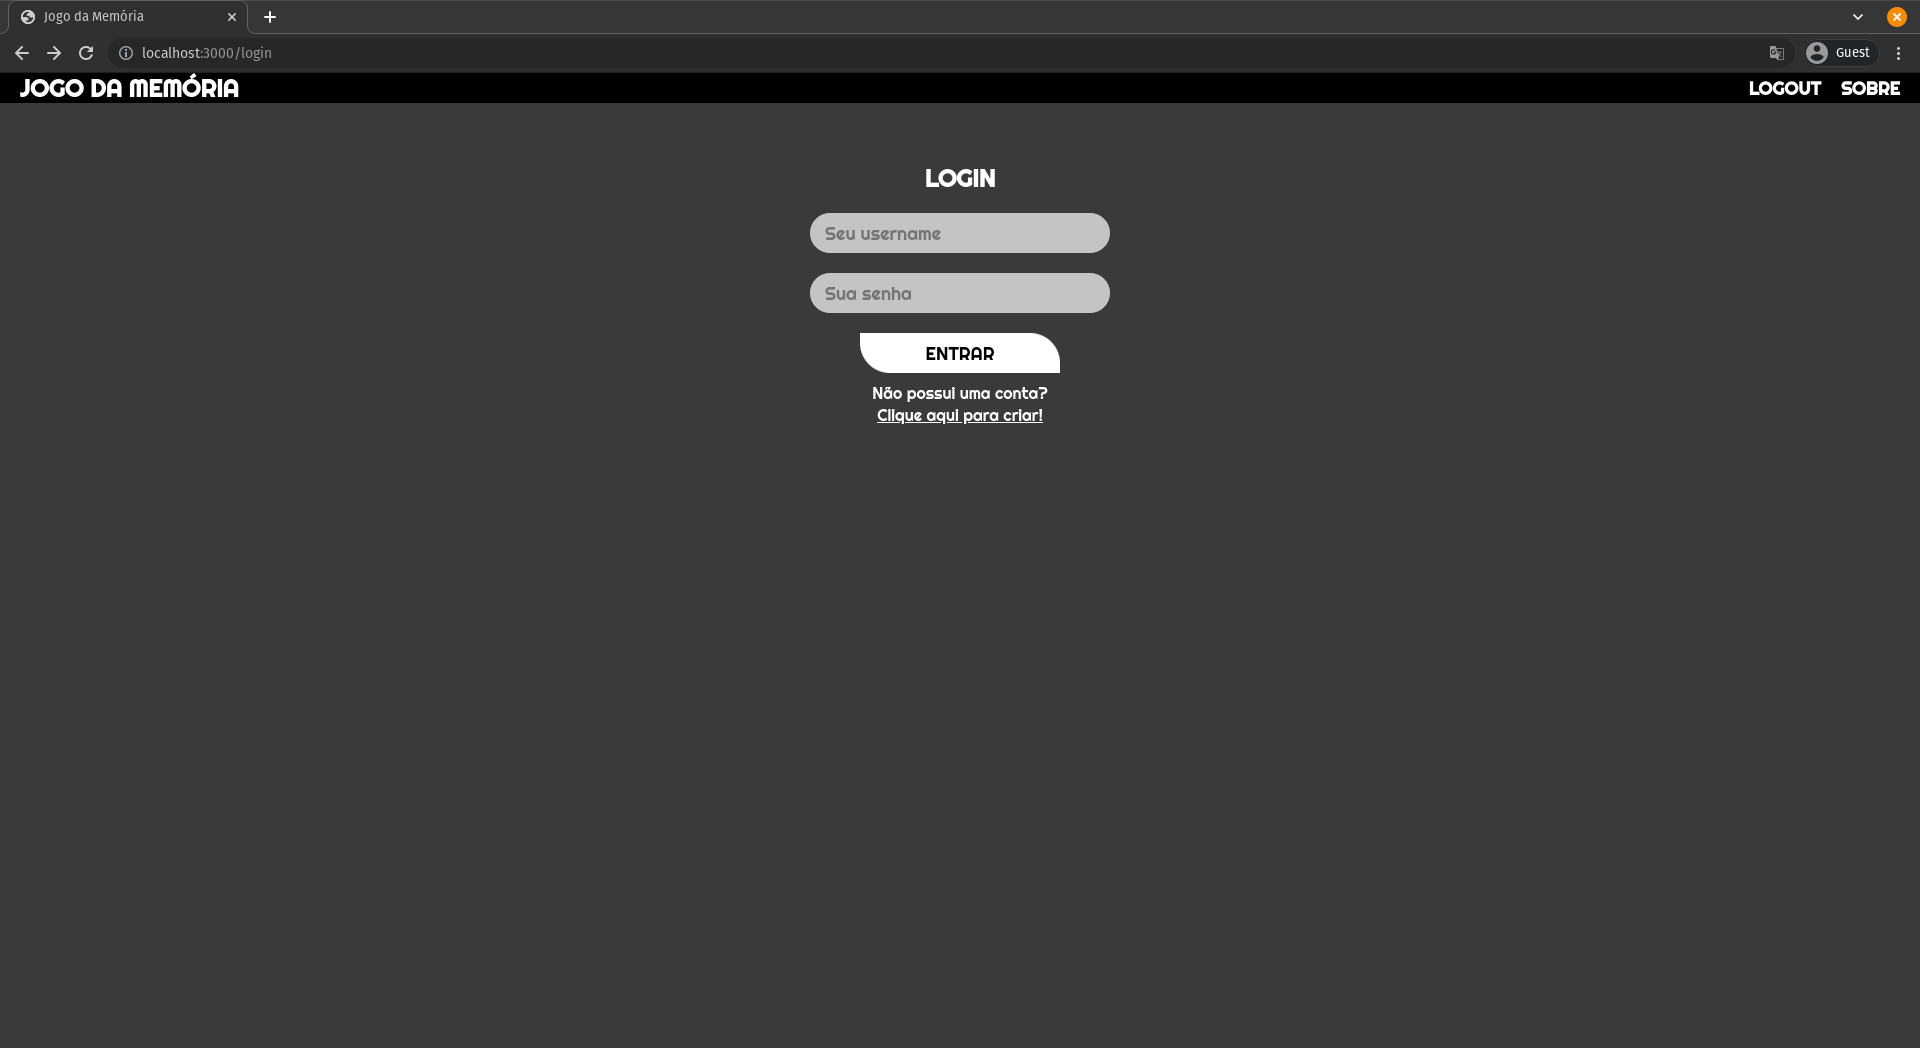 Jogo da Memória
localhost:3000/login
Guest
JOGO DA MEMÓRIA
LOGOUT SOBRE
LOGIN
Seu username
Sua senha
ENTRAR
Não possui uma conta?
Clique aqui para criar!